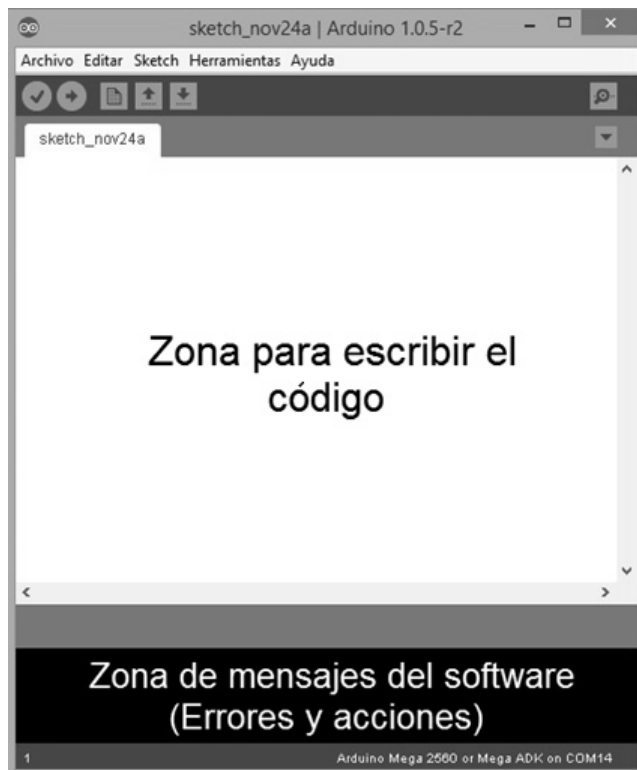 sketch_nov24a | Arduino 1.0.5-r2
Archivo Editar Sketch Herramientas Ayuda
sketch_nov24a
Zona para escribir el
código
Zona de mensajes del software
(Errores y acciones)
1 Arduino Mega 2560 or Mega ADK on COM14